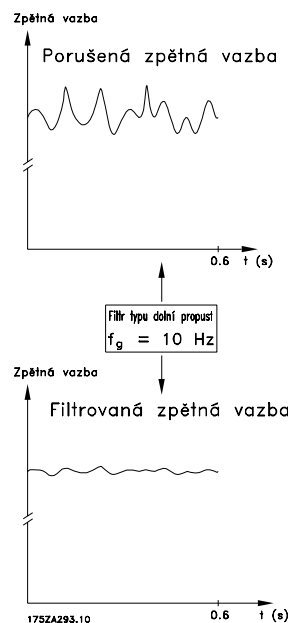 Zpětná vazba
Porušená zpětná vazba
0.6 t (s)
Filtr typu dolní propust
fg = 10 Hz
Zpětná vazba
Filtrovaná zpětná vazba
0.6 t (s)
175ZA293.10